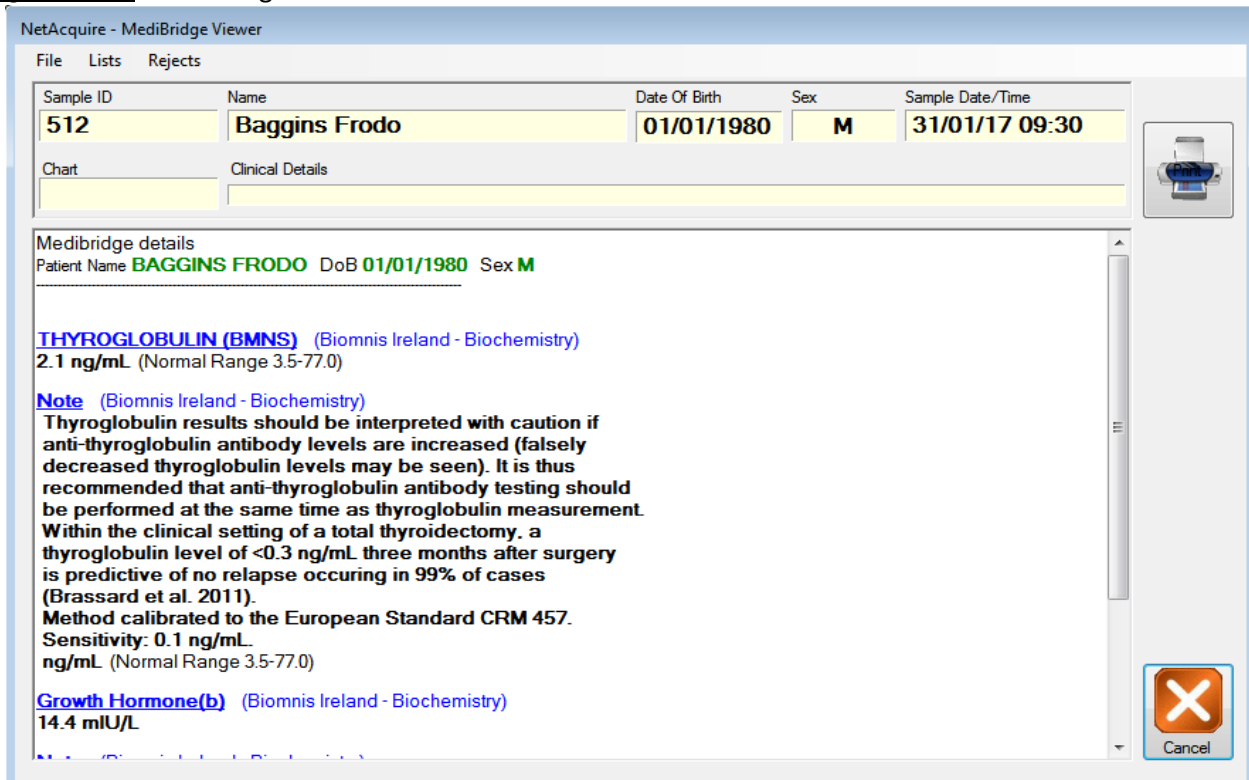 NetAcquire - MediBridge Viewer
File Lists Rejects
Sample ID Name Date Of Birth Sex Sample Date/Time
512 Baggins Frodo 01/01/1980 M 31/01/17 09:30
Chart Clinical Details
Print
Medibridge details
Patient Name BAGGINS FRODO DoB 01/01/1980 Sex M
THYROGLOBULIN (BMNS) (Biomnis Ireland - Biochemistry)
2.1 ng/mL (Normal Range 3.5-77.0)
Note (Biomnis Ireland - Biochemistry)
Thyroglobulin results should be interpreted with caution if
anti-thyroglobulin antibody levels are increased (falsely
decreased thyroglobulin levels may be seen). It is thus
recommended that anti-thyroglobulin antibody testing should
be performed at the same time as thyroglobulin measurement.
Within the clinical setting of a total thyroidectomy, a
thyroglobulin level of <0.3 ng/mL three months after surgery
is predictive of no relapse occuring in 99% of cases
(Brassard et al. 2011).
Method calibrated to the European Standard CRM 457.
Sensitivity: 0.1 ng/mL.
ng/mL (Normal Range 3.5-77.0)
Growth Hormone(b) (Biomnis Ireland - Biochemistry)
14.4 mIU/L
Cancel